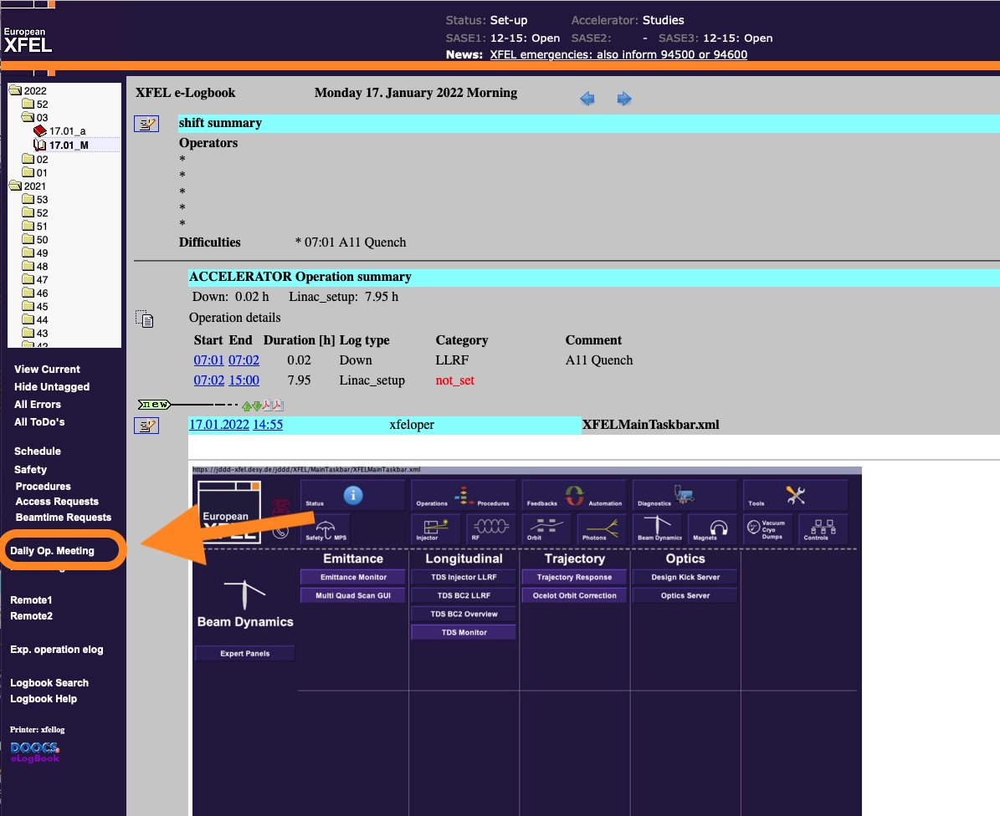 European
XFEL
Status: Set-up Accelerator: Studies
SASE1: 12-15: Open SASE2: - SASE3: 12-15: Open
News: XFEL emergencies: also inform 94500 or 94600
2022
52
03
17.01_a
17.01_M
02
01
2021
53
52
51
50
49
48
47
46
45
44
43
42
View Current
Hide Untagged
All Errors
All ToDo's
Schedule
Safety
Procedures
Access Requests
Beamtime Requests
Daily Op. Meeting
Remote1
Remote2
Exp. operation elog
Logbook Search
Logbook Help
Printer: xfellog
DOOCS
eLogBook
XFEL e-Logbook Monday 17. January 2022 Morning
shift summary
Operators
*
*
*
*
*
Difficulties * 07:01 A11 Quench
ACCELERATOR Operation summary
Down: 0.02 h Linac_setup: 7.95 h
Operation details
Start End Duration [h] Log type Category Comment
07:01 07:02 0.02 Down LLRF A11 Quench
07:02 15:00 7.95 Linac_setup not_set
new
17.01.2022 14:55 xfeloper XFELMainTaskbar.xml
https://jddd-xfel.desy.de/jddd/XFEL/MainTaskbar/XFELMainTaskbar.xml
European
Status Operations Procedures Feedbacks Automation Diagnostics Tools
Safety MPS Injector RF Orbit Photons Beam Dynamics Magnets Vacuum Cryo Dumps Controls
Emittance Longitudinal Trajectory Optics
Emittance Monitor TDS Injector LLRF Trajectory Response Design Kick Server
Multi Quad Scan GUI TDS BC2 LLRF Ocelot Orbit Correction Optics Server
TDS BC2 Overview
Beam Dynamics
TDS Monitor
Expert Panels